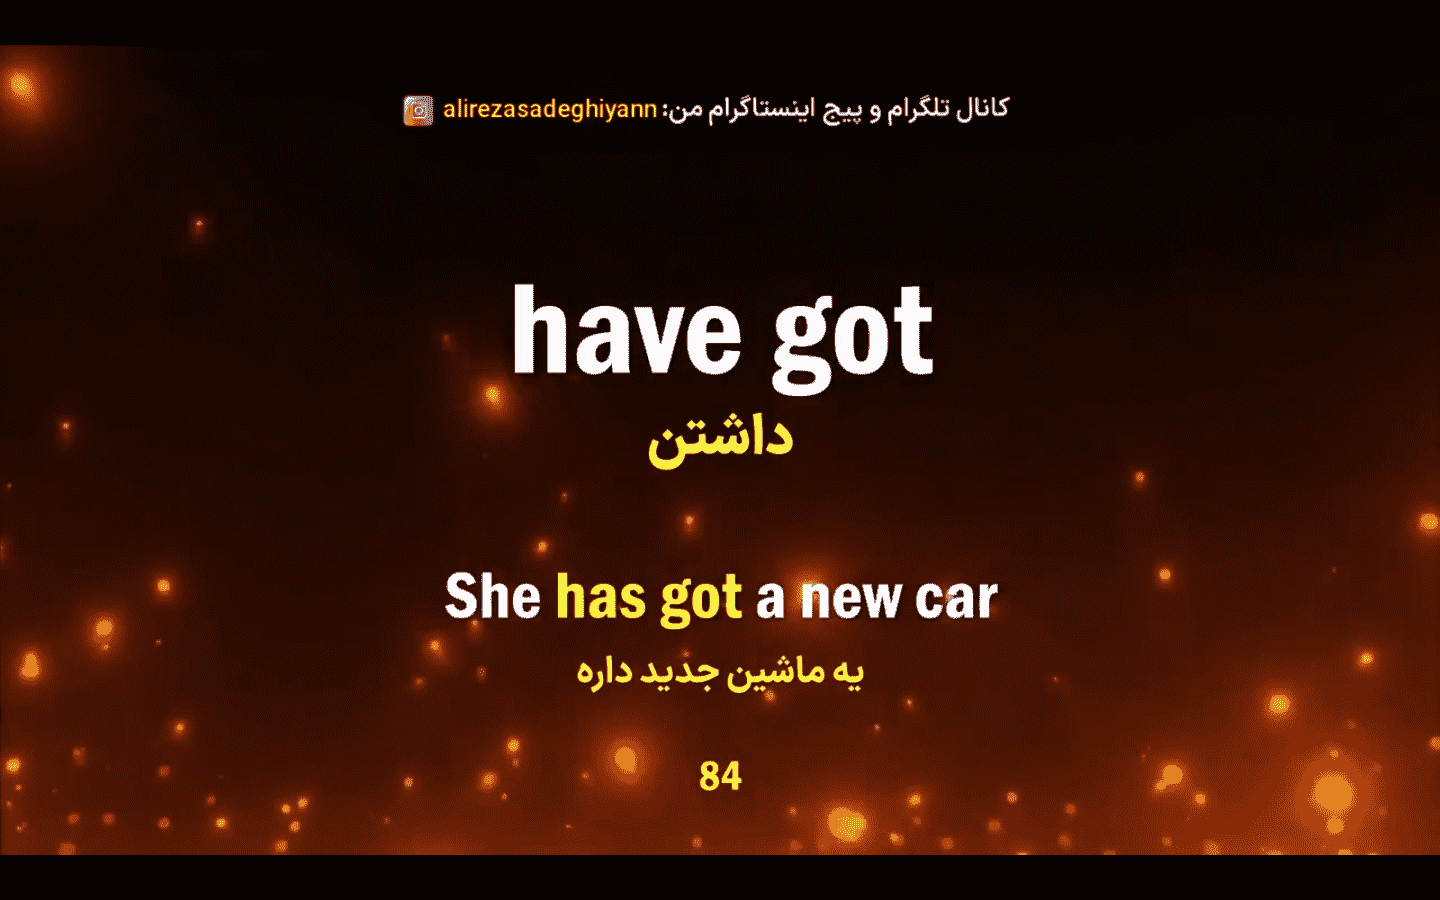 کانال تلگرام و پیج اینستاگرام من: alirezasadeghiyann
have got
داشتن
She has got a new car
یه ماشین جدید داره
84